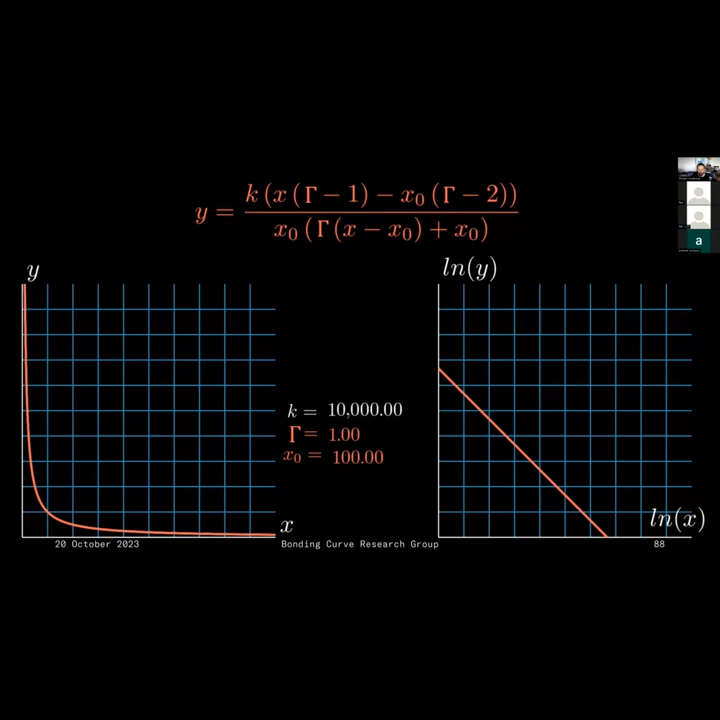 y = k(x(Γ−1)−x₀(Γ−2)) / x₀(Γ(x−x₀)+x₀)
y
ln(y)
k = 10,000.00
Γ = 1.00
x₀ = 100.00
x
ln(x)
20 October 2023
Bonding Curve Research Group
88
a